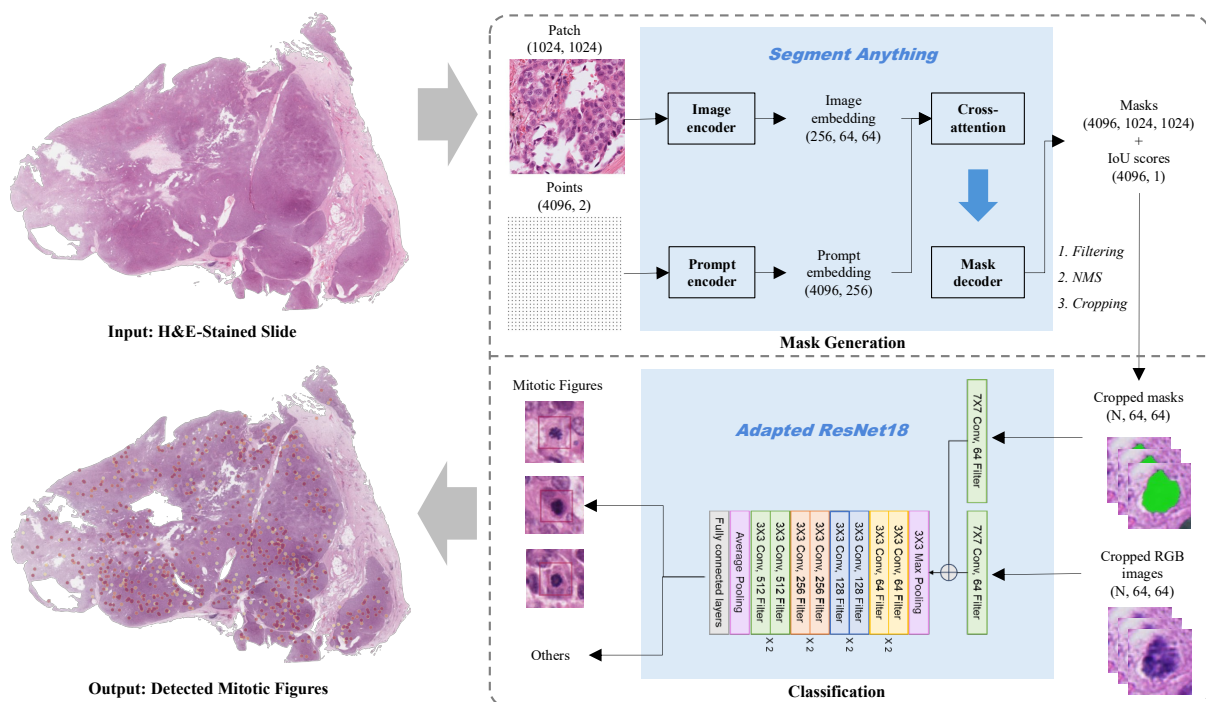 Patch
(1024, 1024)
Segment Anything
Image
encoder
Image
embedding
(256, 64, 64)
Cross-
attention
Masks
(4096, 1024, 1024)
+
IoU scores
(4096, 1)
Points
(4096, 2)
Prompt
encoder
Prompt
embedding
(4096, 256)
Mask
decoder
1. Filtering
2. NMS
3. Cropping
Input: H&E-Stained Slide
Mask Generation
Mitotic Figures
Adapted ResNet18
7X7 Conv, 64 Filter
Cropped masks
(N, 64, 64)
Fully connected layers
Average Pooling
3X3 Conv, 512 Filter
3X3 Conv, 512 Filter
X 2
3X3 Conv, 256 Filter
3X3 Conv, 256 Filter
X 2
3X3 Conv, 128 Filter
3X3 Conv, 128 Filter
X 2
3X3 Conv, 64 Filter
3X3 Conv, 64 Filter
X 2
3X3 Max Pooling
7X7 Conv, 64 Filter
Cropped RGB
images
(N, 64, 64)
Others
Output: Detected Mitotic Figures
Classification